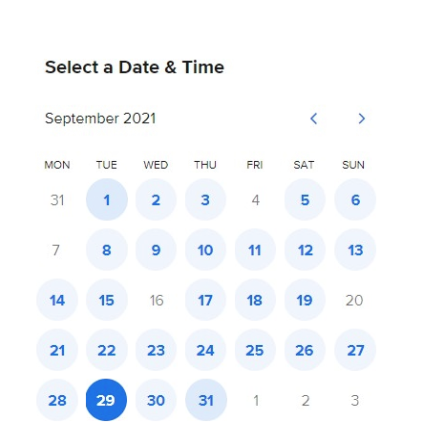 Select a Date & Time
September 2021
MON TUE WED THU FRI SAT SUN
31 1 2 3 4 5 6
7 8 9 10 11 12 13
14 15 16 17 18 19 20
21 22 23 24 25 26 27
28 29 30 31 1 2 3